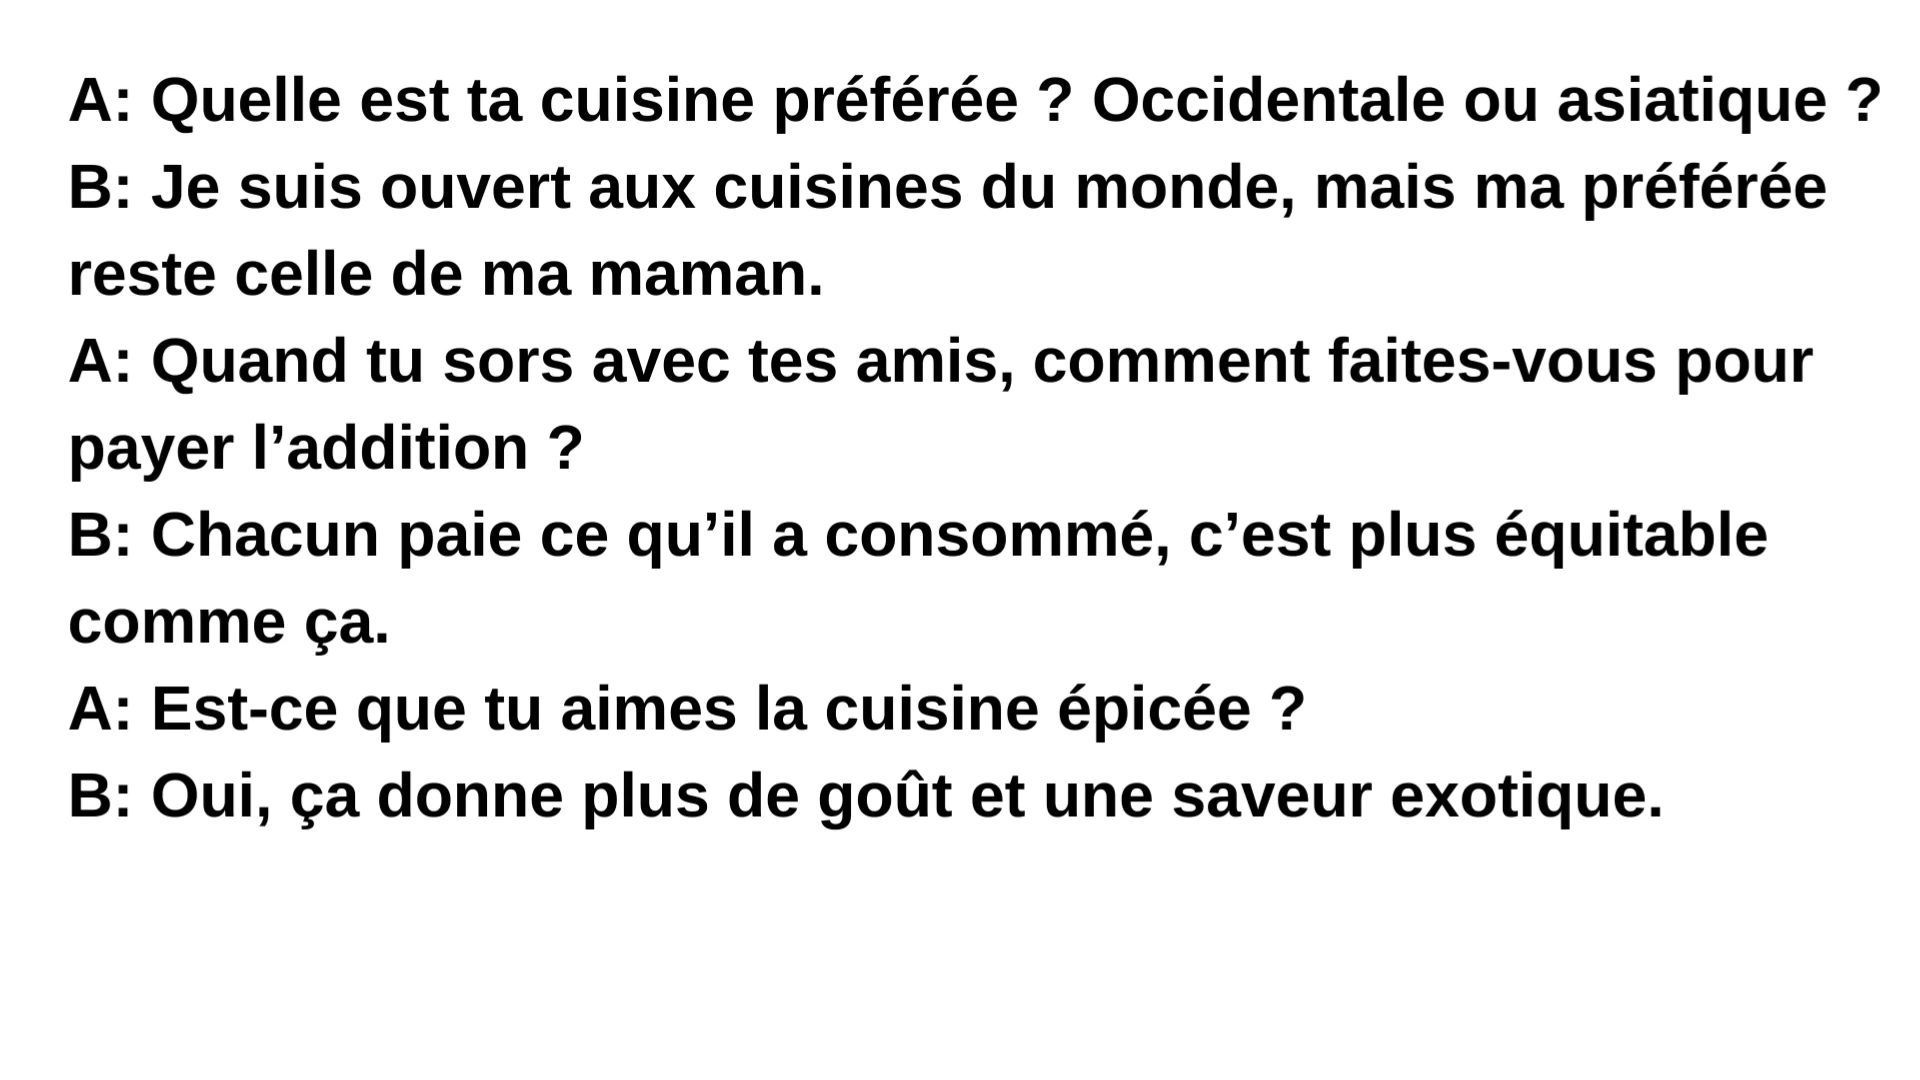 A: Quelle est ta cuisine préférée ? Occidentale ou asiatique ?
B: Je suis ouvert aux cuisines du monde, mais ma préférée
reste celle de ma maman.
A: Quand tu sors avec tes amis, comment faites-vous pour
payer l’addition ?
B: Chacun paie ce qu’il a consommé, c’est plus équitable
comme ça.
A: Est-ce que tu aimes la cuisine épicée ?
B: Oui, ça donne plus de goût et une saveur exotique.